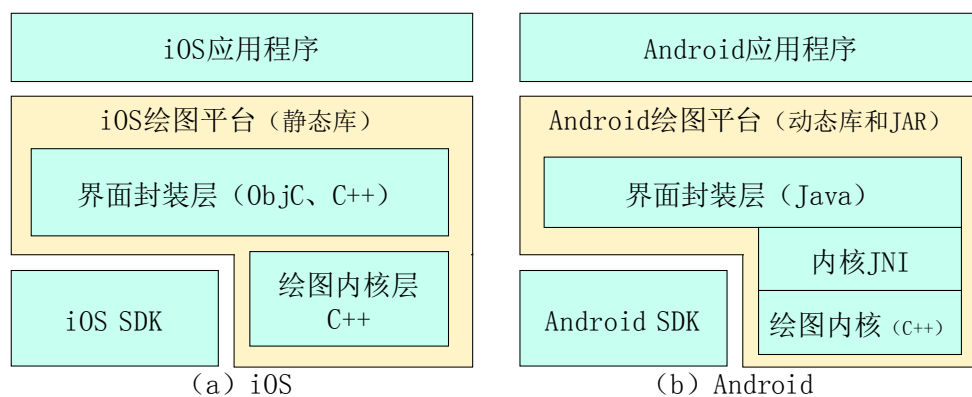 iOS应用程序
iOS绘图平台（静态库）
界面封装层（ObjC、C++）
绘图内核层
C++
iOS SDK
（a）iOS
Android应用程序
Android绘图平台（动态库和JAR）
界面封装层（Java）
内核JNI
Android SDK
绘图内核（C++）
（b）Android